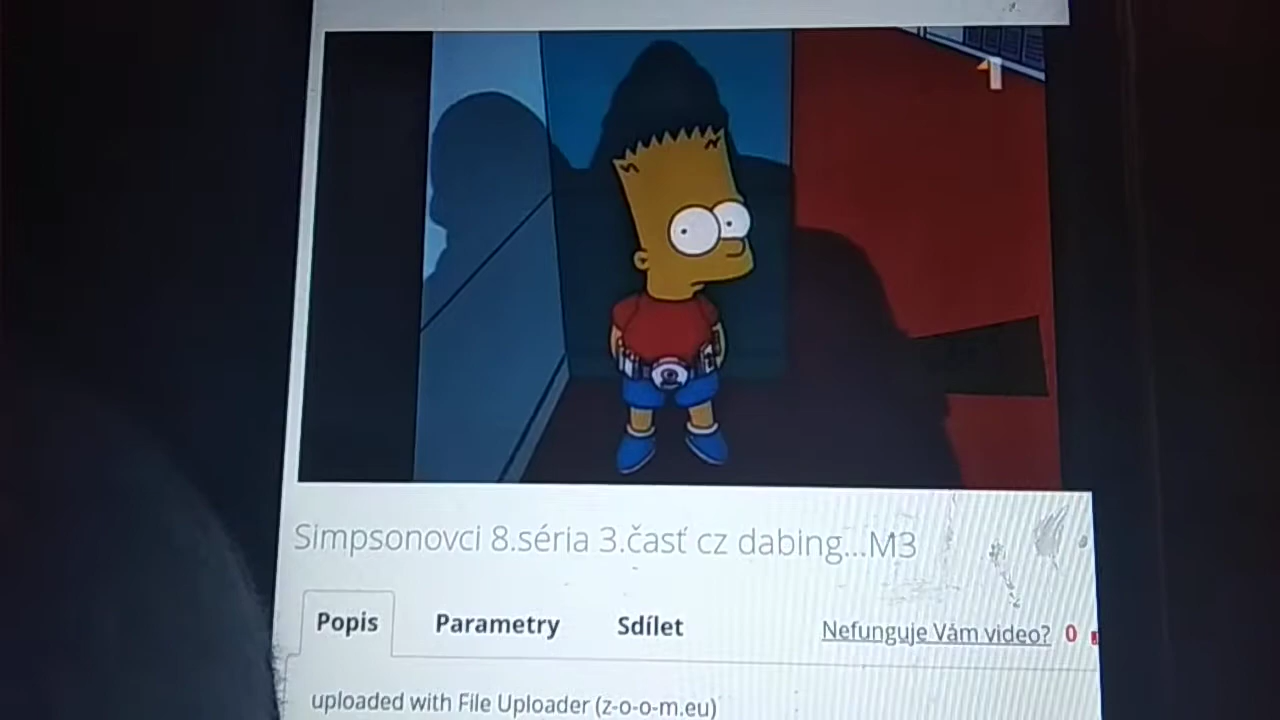 1
Simpsonovci 8.séria 3.časť cz dabing...M3
Popis Parametry Sdílet Nefunguje Vám video? 0
uploaded with File Uploader (z-o-o-m.eu)